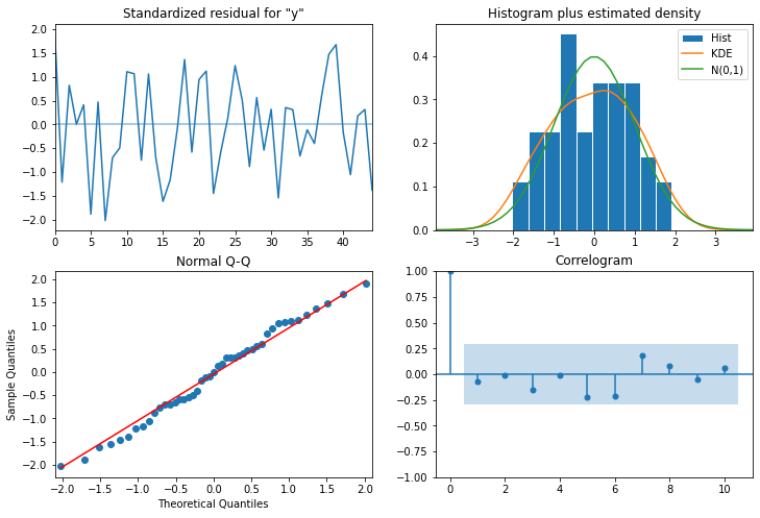 Standardized residual for "y"
2.0
1.5
1.0
0.5
0.0
−0.5
−1.0
−1.5
−2.0
0 5 10 15 20 25 30 35 40
Histogram plus estimated density
Hist
KDE
N(0,1)
0.4
0.3
0.2
0.1
0.0
−3 −2 −1 0 1 2 3
Normal Q-Q
Sample Quantiles
2.0
1.5
1.0
0.5
0.0
−0.5
−1.0
−1.5
−2.0
−2.0 −1.5 −1.0 −0.5 0.0 0.5 1.0 1.5 2.0
Theoretical Quantiles
Correlogram
1.00
0.75
0.50
0.25
0.00
−0.25
−0.50
−0.75
−1.00
0 2 4 6 8 10